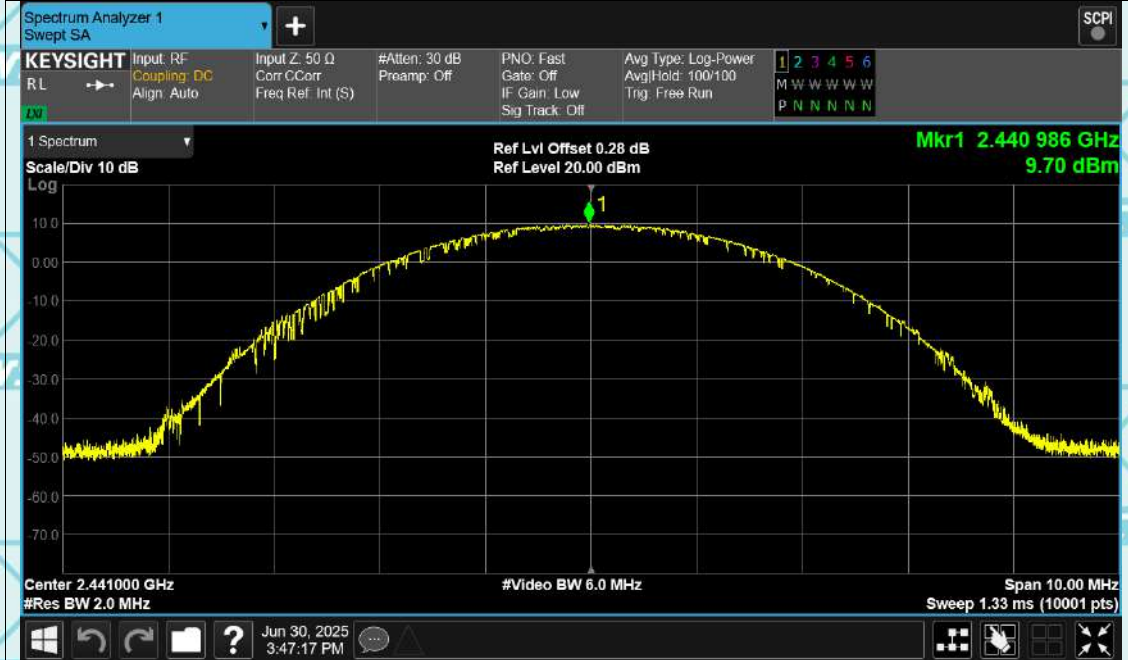 Spectrum Analyzer 1
Swept SA
+
SCPI
KEYSIGHT
RL
LXI
Input: RF
Coupling: DC
Align: Auto
Input Z: 50 Ω
Corr CCorr
Freq Ref: Int (S)
#Atten: 30 dB
Preamp: Off
PNO: Fast
Gate: Off
IF Gain: Low
Sig Track: Off
Avg Type: Log-Power
Avg|Hold: 100/100
Trig: Free Run
1 2 3 4 5 6
M W W W W W
P N N N N N
1 Spectrum
Scale/Div 10 dB
Log
Ref Lvl Offset 0.28 dB
Ref Level 20.00 dBm
Mkr1 2.440 986 GHz
9.70 dBm
1
10.0
0.00
-10.0
-20.0
-30.0
-40.0
-50.0
-60.0
-70.0
Center 2.441000 GHz
#Res BW 2.0 MHz
#Video BW 6.0 MHz
Span 10.00 MHz
Sweep 1.33 ms (10001 pts)
?
Jun 30, 2025
3:47:17 PM